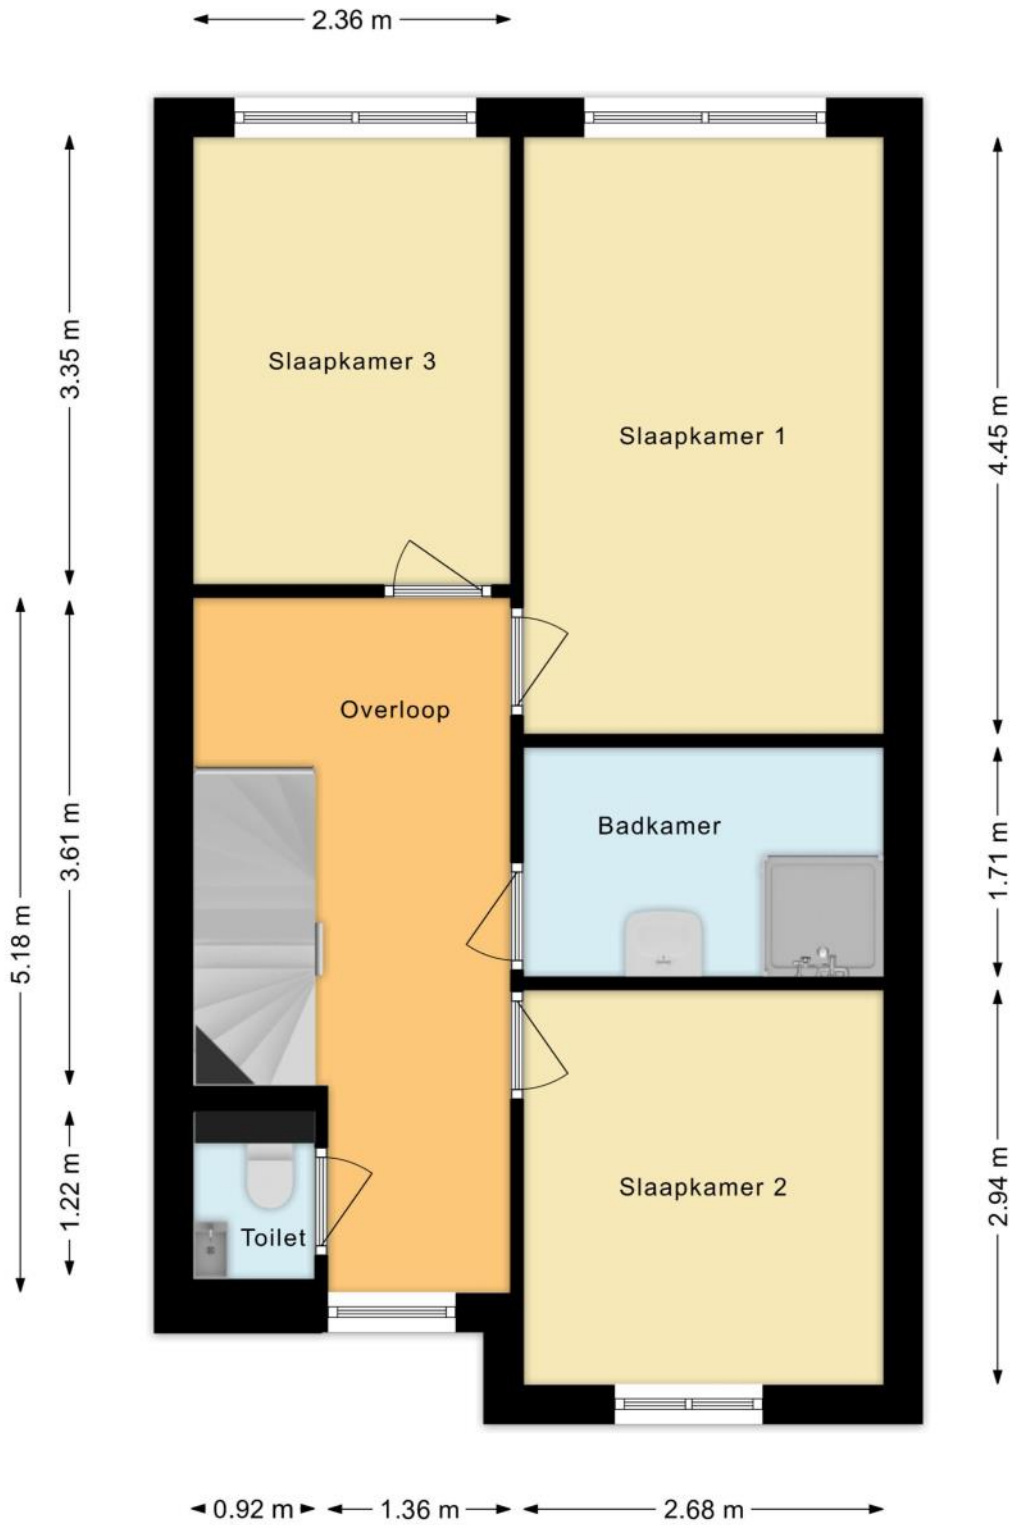 2.36 m
3.35 m
Slaapkamer 3
Slaapkamer 1
4.45 m
Overloop
3.61 m
Badkamer
1.71 m
5.18 m
1.22 m
Toilet
Slaapkamer 2
2.94 m
0.92 m
1.36 m
2.68 m